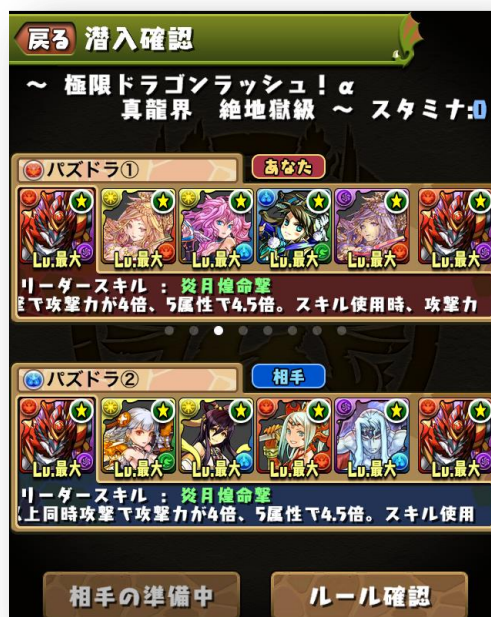 戻る 潜入確認
~ 極限ドラゴンラッシュ!α
真龍界 絶地獄級 ~ スタミナ:0
パズドラ① あなた
Lv.最大 Lv.最大 Lv.最大 Lv.最大 Lv.最大 Lv.最大
リーダースキル : 炎月煌命撃
撃で攻撃力が4倍、5属性で4.5倍。スキル使用時、攻撃力
パズドラ② 相手
Lv.最大 Lv.最大 Lv.最大 Lv.最大 Lv.最大 Lv.最大
リーダースキル : 炎月煌命撃
以上同時攻撃で攻撃力が4倍、5属性で4.5倍。スキル使用
相手の準備中 ルール確認